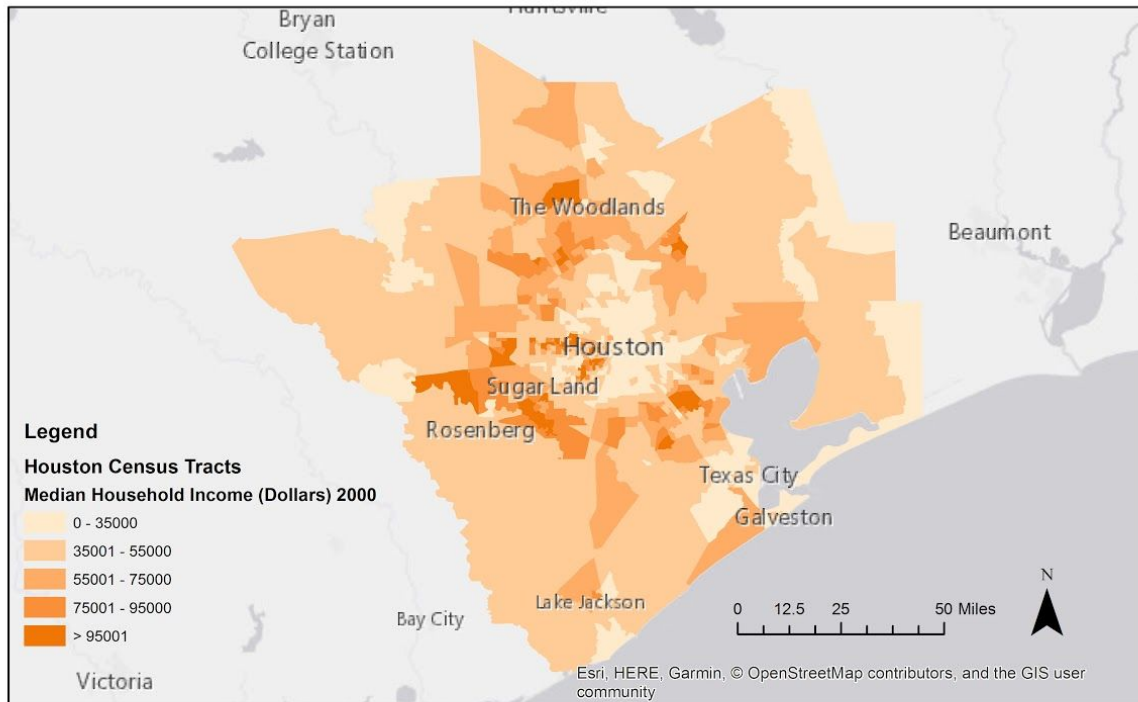 Bryan
College Station
The Woodlands
Beaumont
Houston
Sugar Land
Rosenberg
Texas City
Galveston
Lake Jackson
Bay City
Victoria
Legend
Houston Census Tracts
Median Household Income (Dollars) 2000
0 - 35000
35001 - 55000
55001 - 75000
75001 - 95000
> 95001
N
0 12.5 25 50 Miles
Esri, HERE, Garmin, © OpenStreetMap contributors, and the GIS user
community